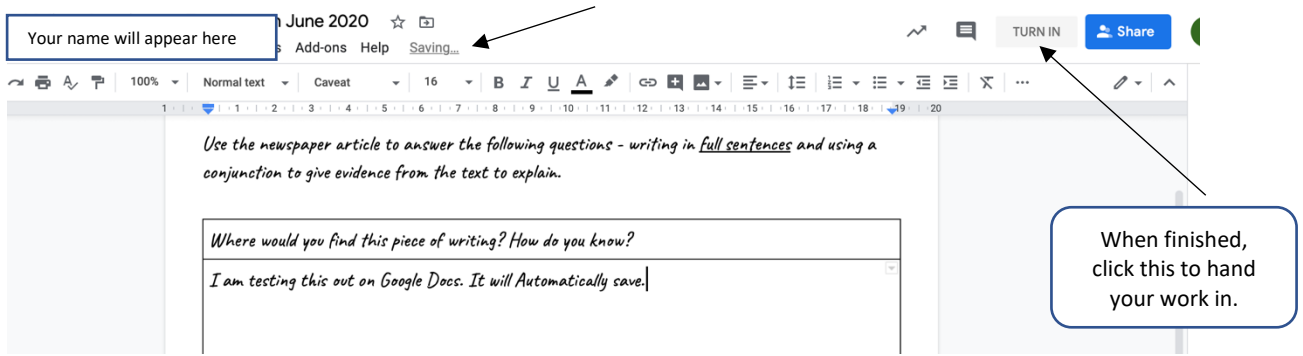 June 2020
Your name will appear here
Add-ons Help Saving...
TURN IN
Share
100% Normal text Caveat 16 B I U A
1 1 2 3 4 5 6 7 8 9 10 11 12 13 14 15 16 17 18 19 20
Use the newspaper article to answer the following questions - writing in full sentences and using a
conjunction to give evidence from the text to explain.
Where would you find this piece of writing? How do you know?
I am testing this out on Google Docs. It will Automatically save.
When finished,
click this to hand
your work in.